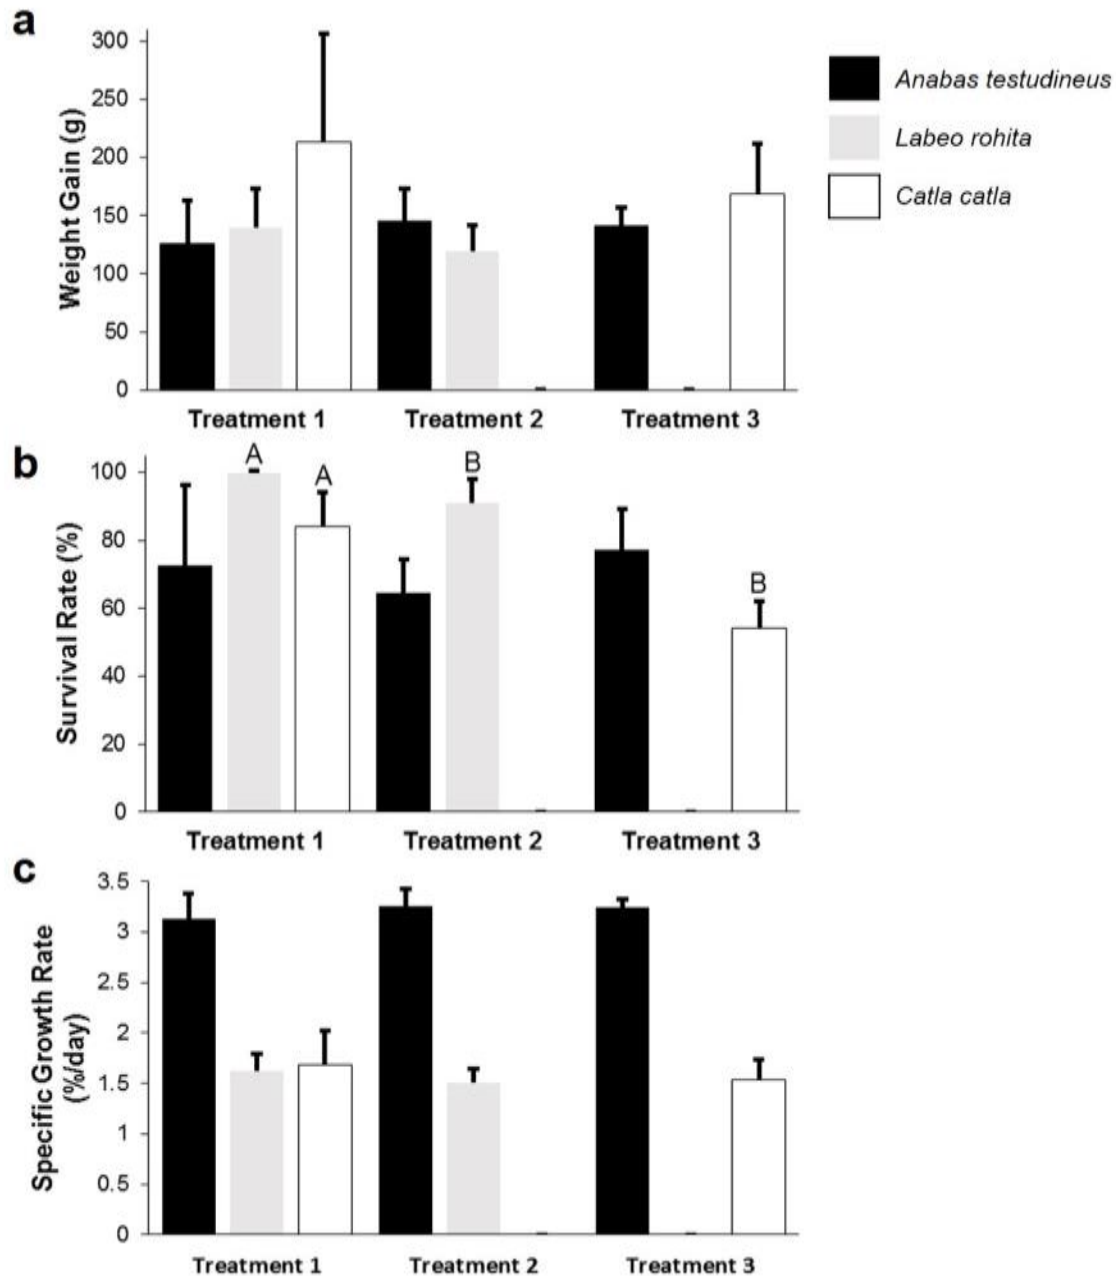 a
300
250
200
150
100
50
0
Weight Gain (g)
Treatment 1
Treatment 2
Treatment 3
Anabas testudineus
Labeo rohita
Catla catla
b
100
80
60
40
20
0
Survival Rate (%)
A
A
B
B
Treatment 1
Treatment 2
Treatment 3
c
3.5
3
2.5
2
1.5
1
0.5
0
Specific Growth Rate
(%/day)
Treatment 1
Treatment 2
Treatment 3